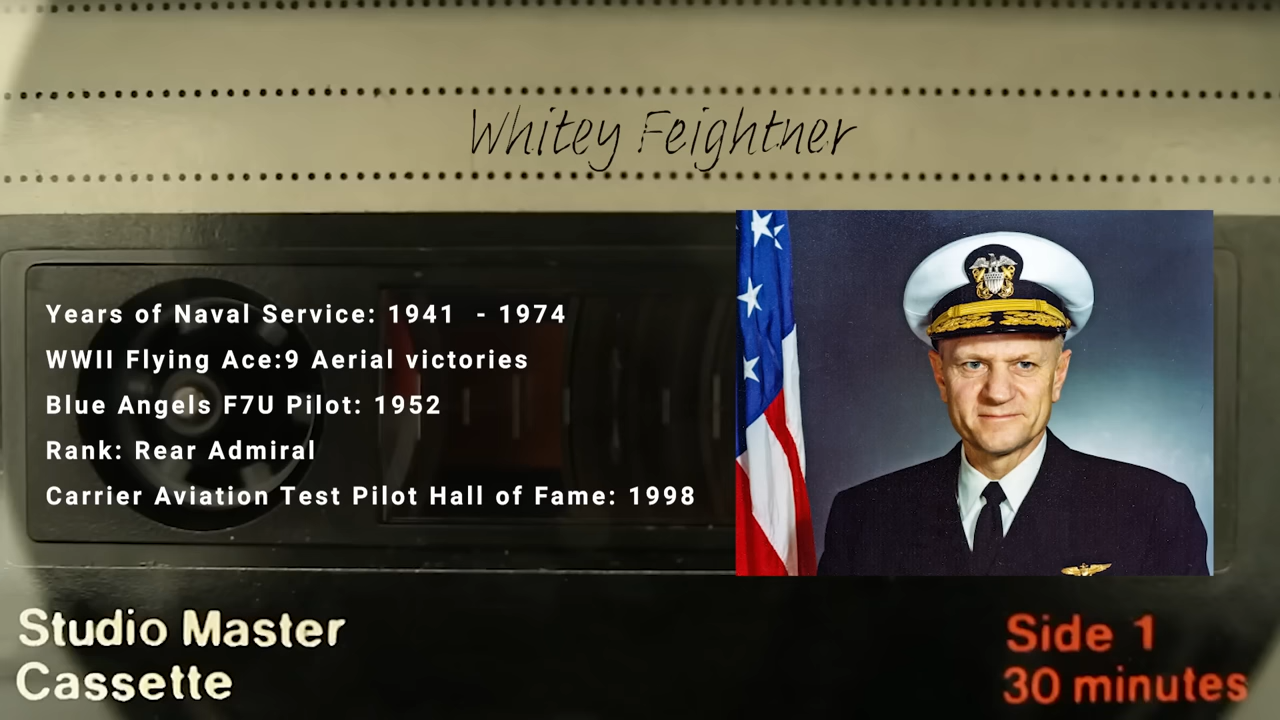 Whitey Feightner
Years of Naval Service: 1941  - 1974
WWII Flying Ace:9 Aerial victories
Blue Angels F7U Pilot: 1952
Rank: Rear Admiral
Carrier Aviation Test Pilot Hall of Fame: 1998
Studio Master
Cassette
Side 1
30 minutes